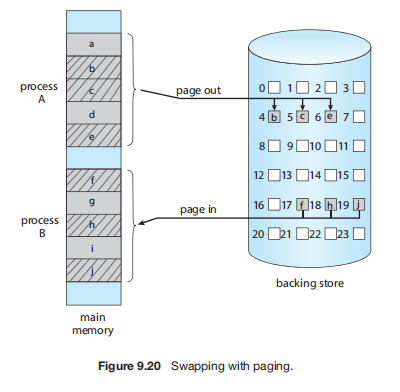 a
b
c
d
e
process
A
page out
f
g
h
i
j
process
B
page in
main
memory
0 1 2 3
4 b 5 c 6 e 7
8 9 10 11
12 13 14 15
16 17 f 18 h 19 j
20 21 22 23
backing store
Figure 9.20 Swapping with paging.